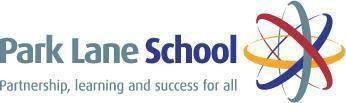 Park Lane School
Partnership, learning and success for all